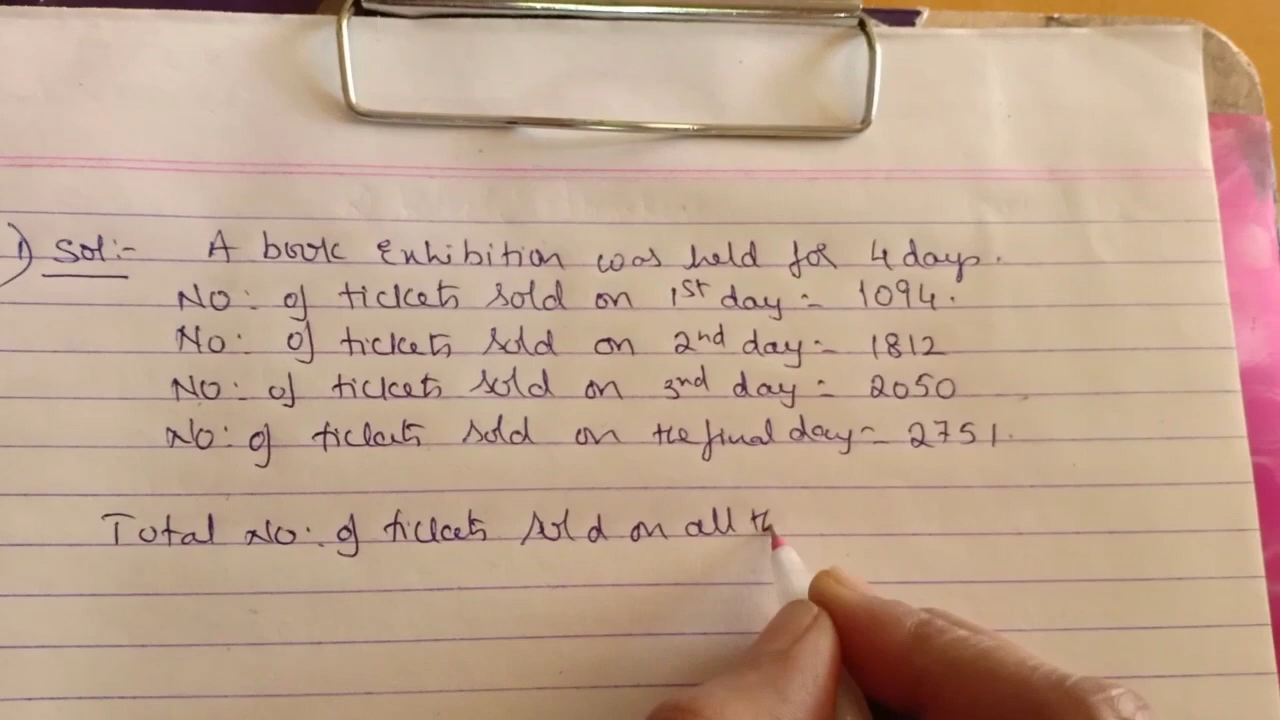 1) Sol:- A book Exhibition was held for 4 days.
No: of tickets sold on 1st day = 1094.
No: of tickets sold on 2nd day = 1812
No: of tickets sold on 3nd day = 2050
No: of tickets sold on the final day = 2751.
Total No: of tickets sold on all th